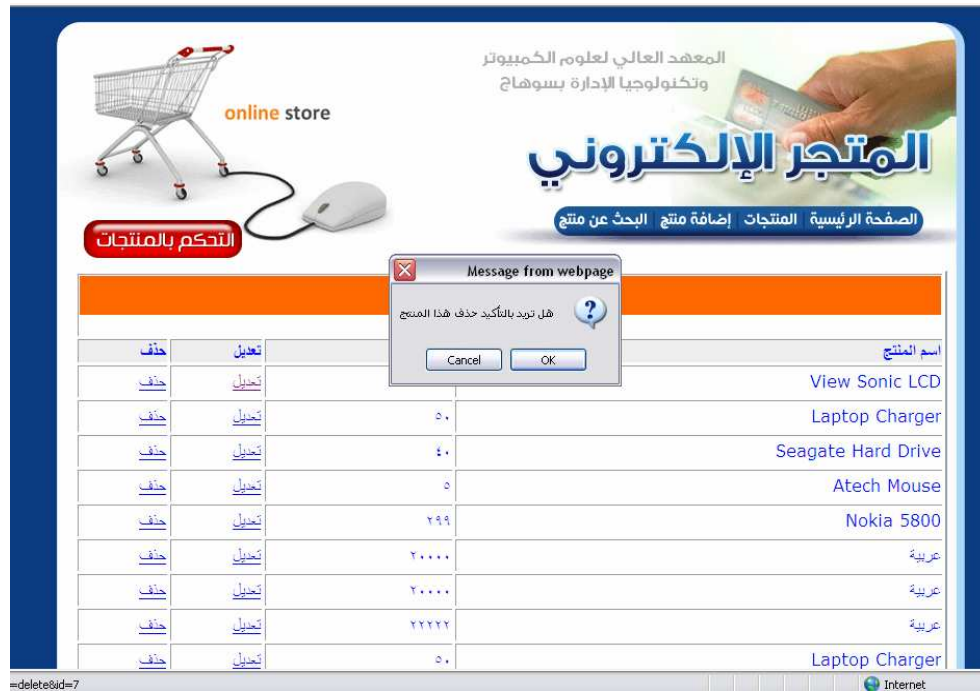 المعهد العالي لعلوم الكمبيوتر
وتكنولوجيا الإدارة بسوهاج
online store
المتجر الإلكتروني
الصفحة الرئيسية المنتجات إضافة منتج البحث عن منتج
التحكم بالمنتجات
Message from webpage
هل تريد بالتأكيد حذف هذا المنتج
OK Cancel
اسم المنتج تعديل حذف
View Sonic LCD تعديل حذف
Laptop Charger ٥٠ تعديل حذف
Seagate Hard Drive ٤٠ تعديل حذف
Atech Mouse ٥ تعديل حذف
Nokia 5800 ٢٩٩ تعديل حذف
عربية ٢٠٠٠٠ تعديل حذف
عربية ٢٠٠٠٠ تعديل حذف
عربية ٢٢٢٢٢ تعديل حذف
Laptop Charger ٥٠ تعديل حذف
=delete&id=7 Internet